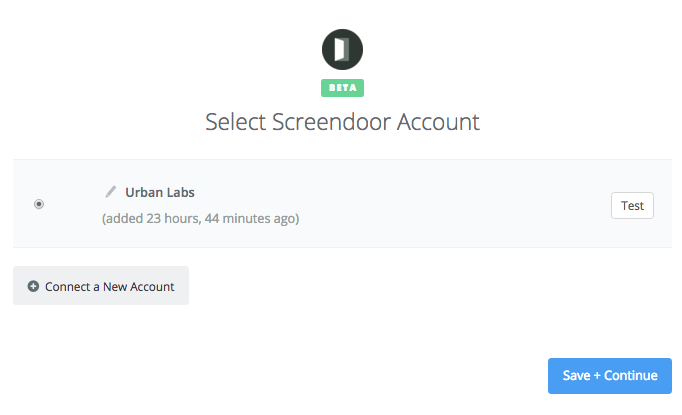 BETA
Select Screendoor Account
Urban Labs
(added 23 hours, 44 minutes ago)
Test
Connect a New Account
Save + Continue